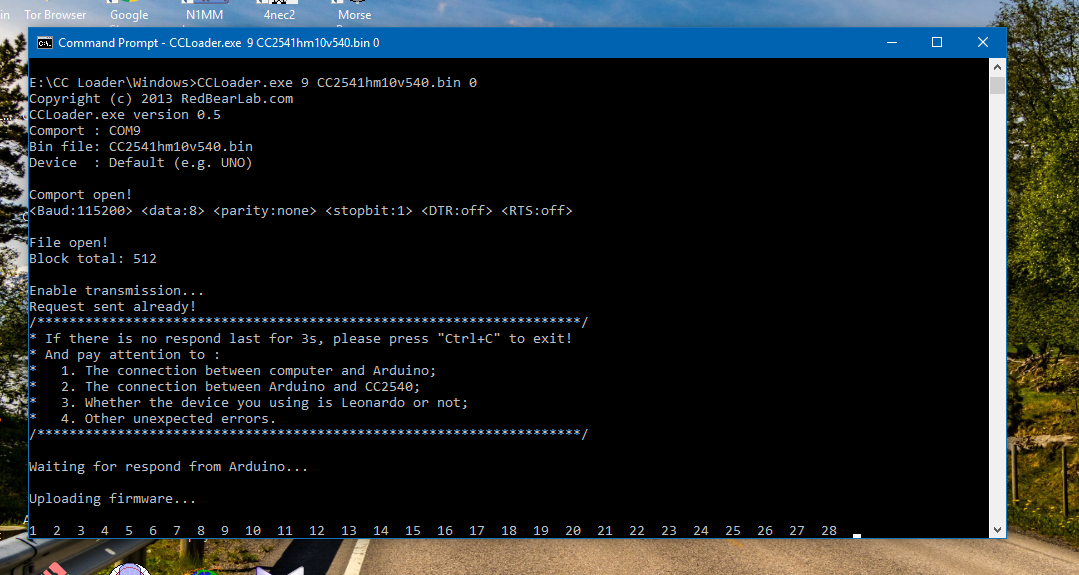 in Tor Browser Google N1MM 4nec2 Morse
Command Prompt - CCLoader.exe 9 CC2541hm10v540.bin 0
E:\CC Loader\Windows>CCLoader.exe 9 CC2541hm10v540.bin 0
Copyright (c) 2013 RedBearLab.com
CCLoader.exe version 0.5
Comport : COM9
Bin file: CC2541hm10v540.bin
Device  : Default (e.g. UNO)
Comport open!
<Baud:115200> <data:8> <parity:none> <stopbit:1> <DTR:off> <RTS:off>
File open!
Block total: 512
Enable transmission...
Request sent already!
/********************************************************************/
* If there is no respond last for 3s, please press "Ctrl+C" to exit!
* And pay attention to :
*   1. The connection between computer and Arduino;
*   2. The connection between Arduino and CC2540;
*   3. Whether the device you using is Leonardo or not;
*   4. Other unexpected errors.
/********************************************************************/
Waiting for respond from Arduino...
Uploading firmware...
1  2  3  4  5  6  7  8  9  10  11  12  13  14  15  16  17  18  19  20  21  22  23  24  25  26  27  28